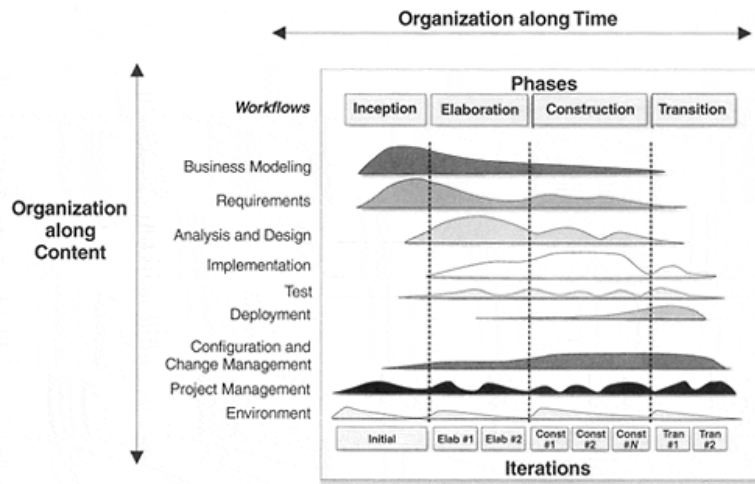 Organization along Time
Phases
Workflows
Inception
Elaboration
Construction
Transition
Business Modeling
Requirements
Organization
along
Content
Analysis and Design
Implementation
Test
Deployment
Configuration and
Change Management
Project Management
Environment
Initial
Elab #1
Elab #2
Const
#1
Const
#2
Const
#N
Tran
#1
Tran
#2
Iterations